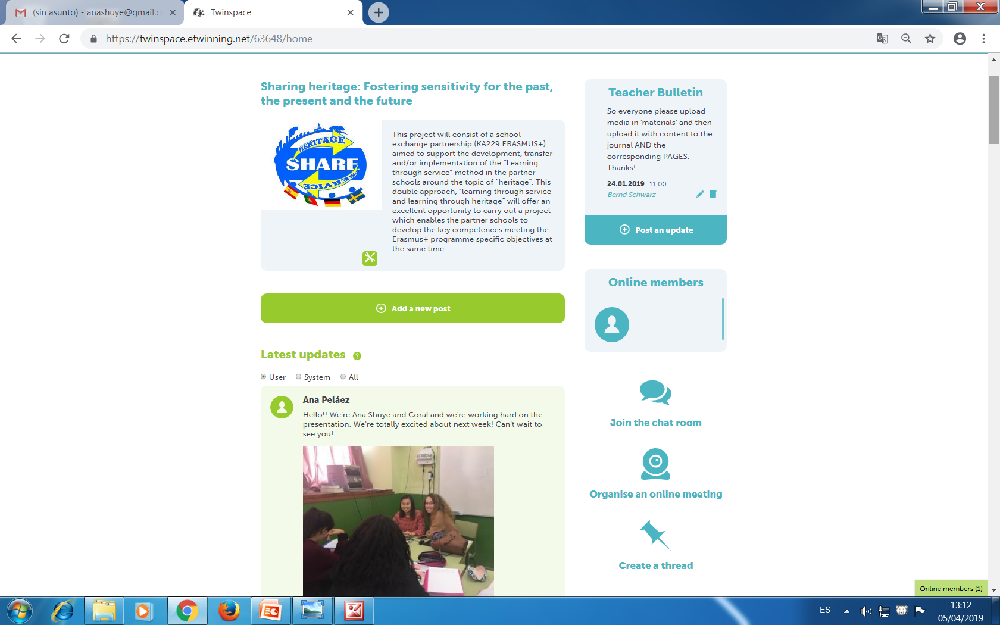 (sin asunto) - anashuye@gmail.co
Twinspace
https://twinspace.etwinning.net/63648/home
Sharing heritage: Fostering sensitivity for the past,
the present and the future
HERITAGE
SHARE
SERVICE
This project will consist of a school
exchange partnership (KA229 ERASMUS+)
aimed to support the development, transfer
and/or implementation of the “Learning
through service” method in the partner
schools around the topic of “heritage”. This
double approach, “learning through service
and learning through heritage” will offer an
excellent opportunity to carry out a project
which enables the partner schools to
develop the key competences meeting the
Erasmus+ programme specific objectives at
the same time.
Add a new post
Latest updates ?
User System All
Ana Peláez
Hello!! We're Ana Shuye and Coral and we're working hard on the
presentation. We're totally excited about next week! Can't wait to
see you!
Teacher Bulletin
So everyone please upload
media in 'materials' and then
upload it with content to the
journal AND the
corresponding PAGES.
Thanks!
24.01.2019 11:00
Bernd Schwarz
Post an update
Online members
Join the chat room
Organise an online meeting
Create a thread
Online members (1)
ES
13:12
05/04/2019